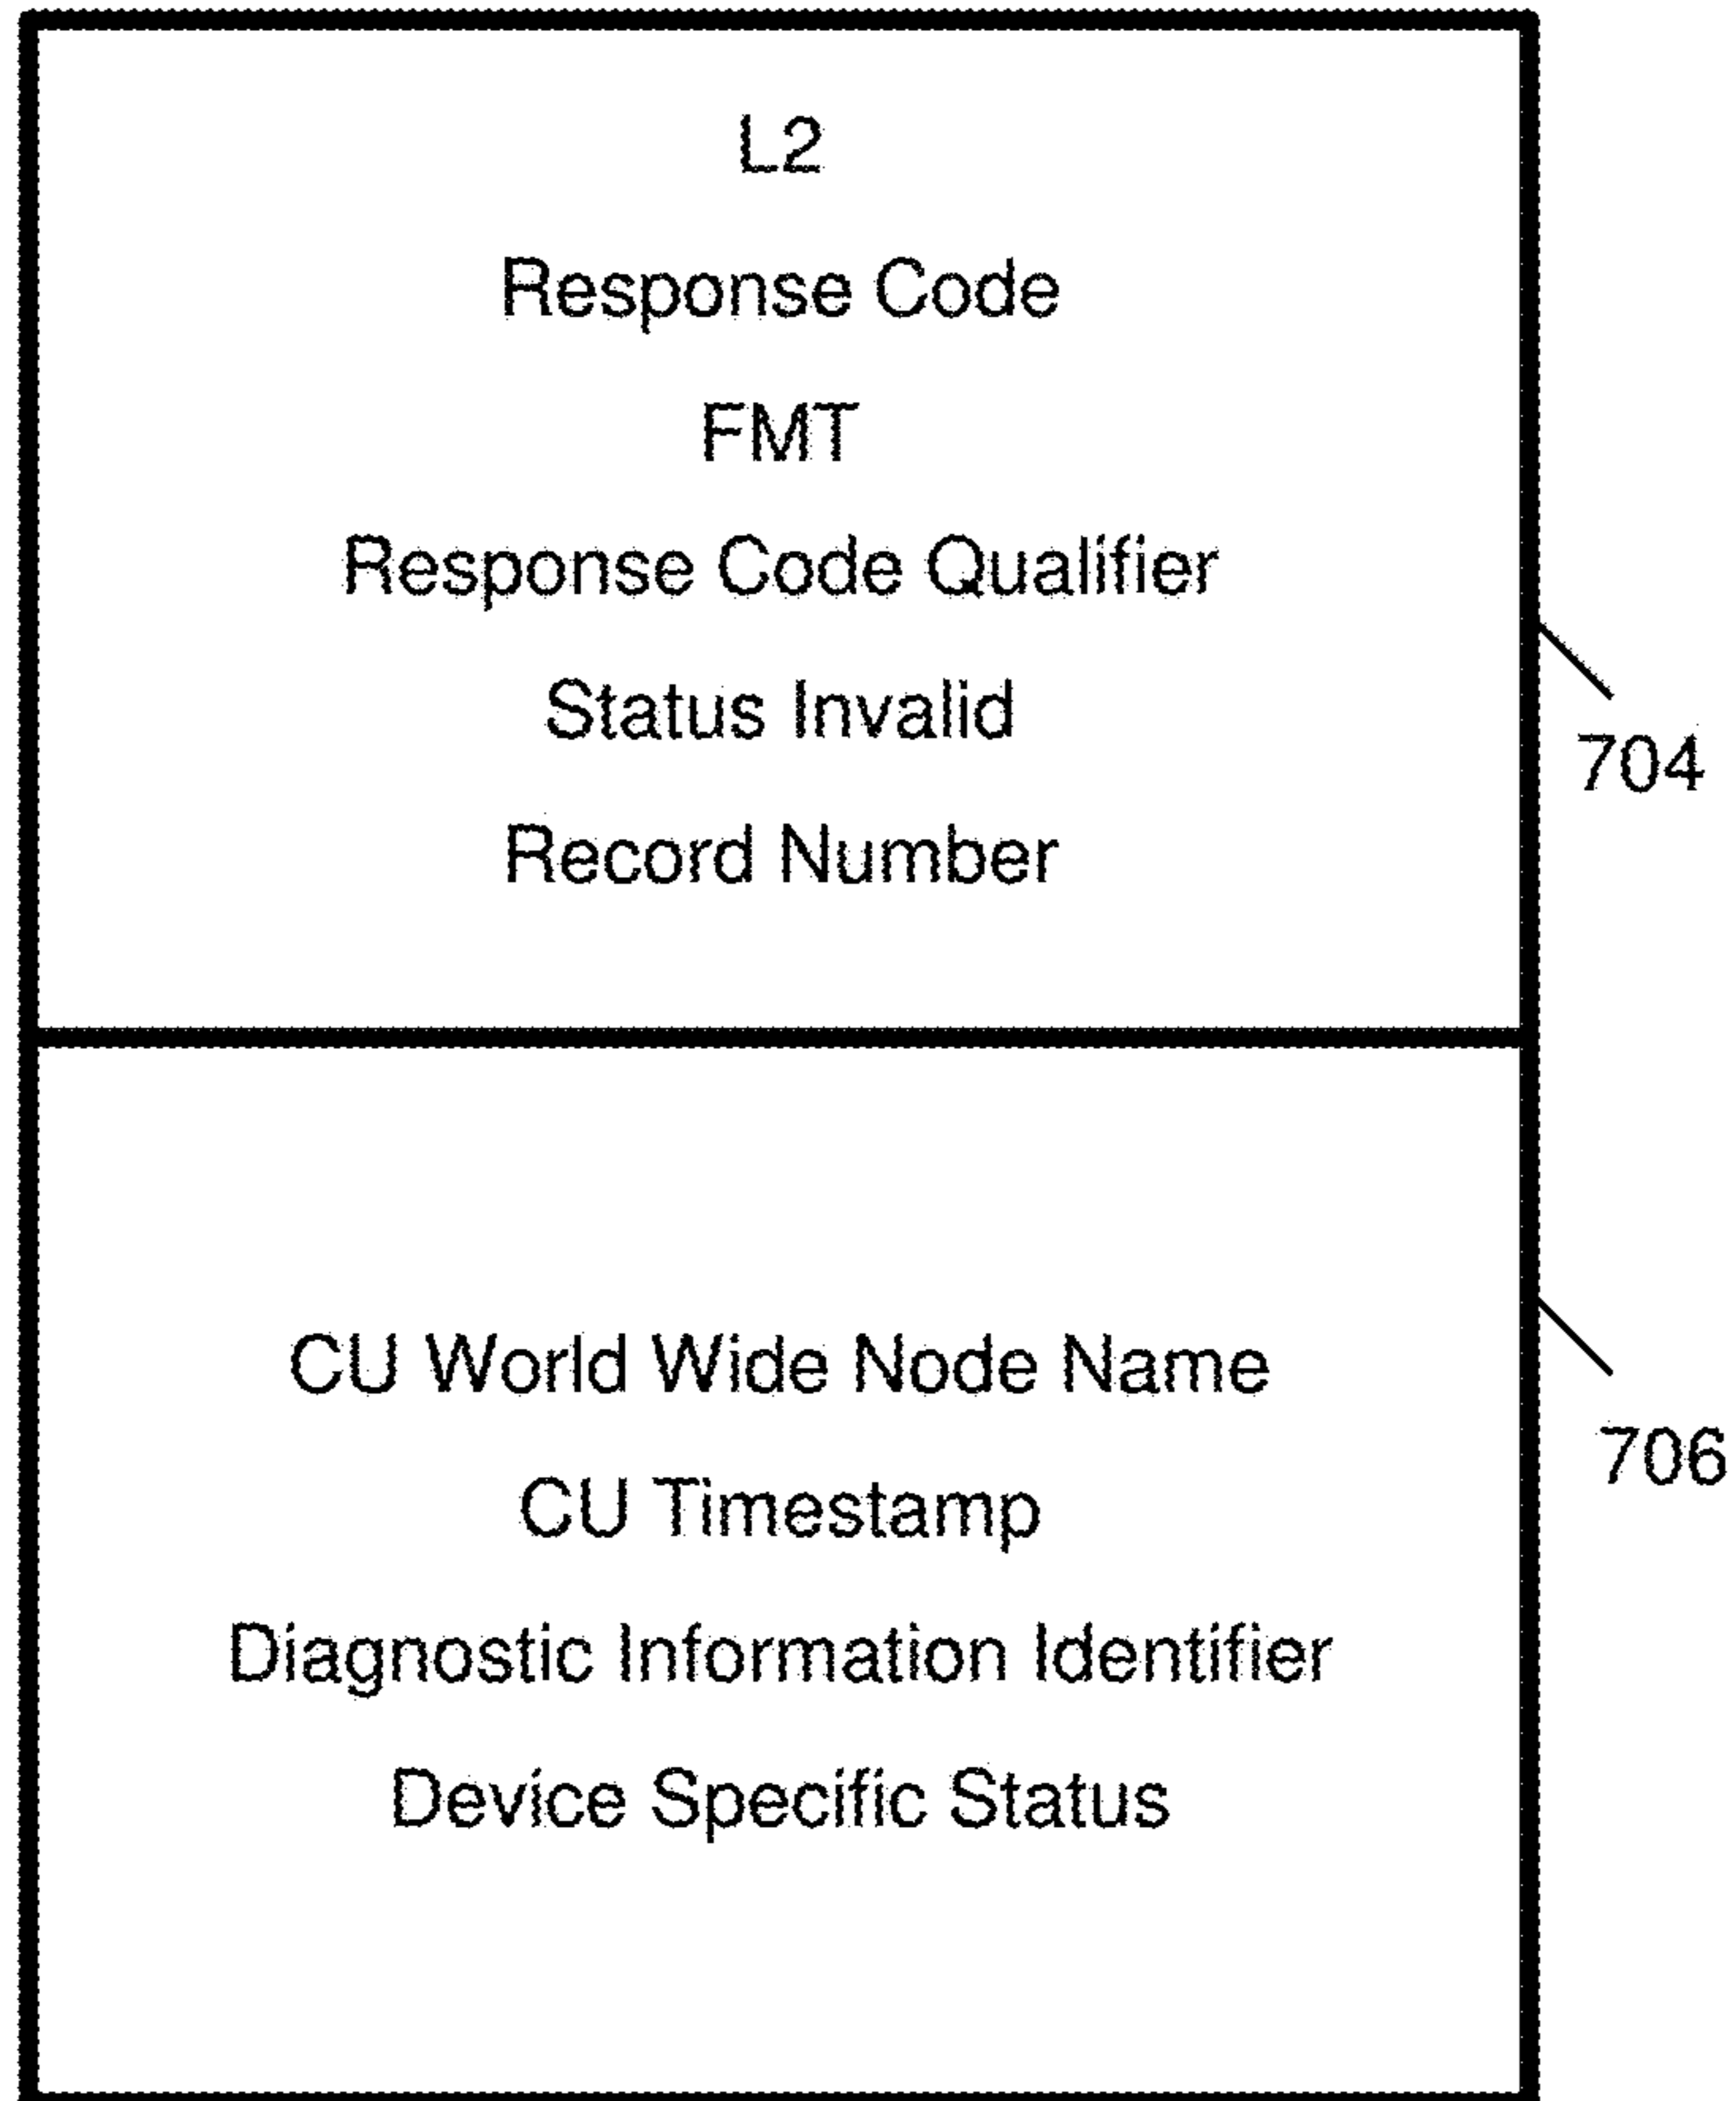 L2
Response Code
FMT
Response Code Qualifier
Status Invalid
704
Record Number
CU World Wide Node Name
706
CU Timestamp
Diagnostic Information Identifier
Device Specific Status